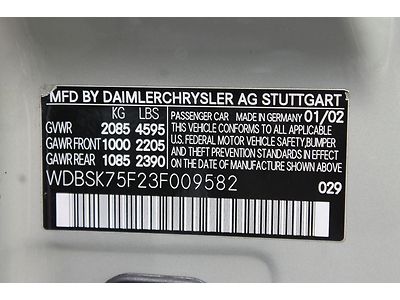 MFD BY DAIMLERCHRYSLER AG STUTTGART
KG LBS
GVWR 2085 4595
GAWR FRONT 1000 2205
GAWR REAR 1085 2390
PASSENGER CAR MADE IN GERMANY 01/02
THIS VEHICLE CONFORMS TO ALL APPLICABLE
U.S. FEDERAL MOTOR VEHICLE SAFETY, BUMPER
AND THEFT PREVENTION STANDARDS IN EFFECT
ON THE DATE OF MANUFACTURE SHOWN ABOVE
WDBSK75F23F009582 029